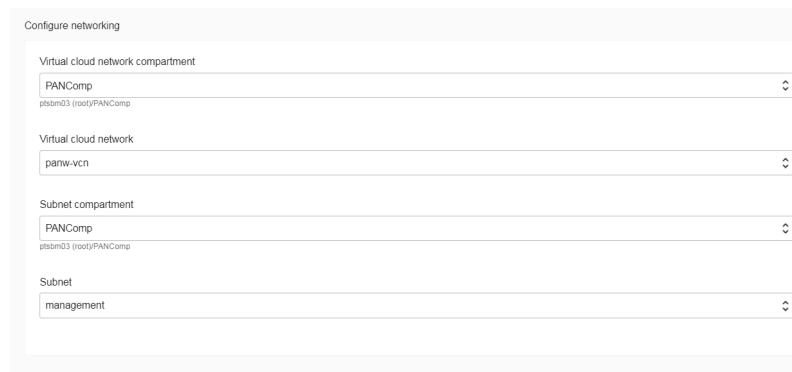 Configure networking
Virtual cloud network compartment
PANComp
ptsbm03 (root)/PANComp
Virtual cloud network
panw-vcn
Subnet compartment
PANComp
ptsbm03 (root)/PANComp
Subnet
management